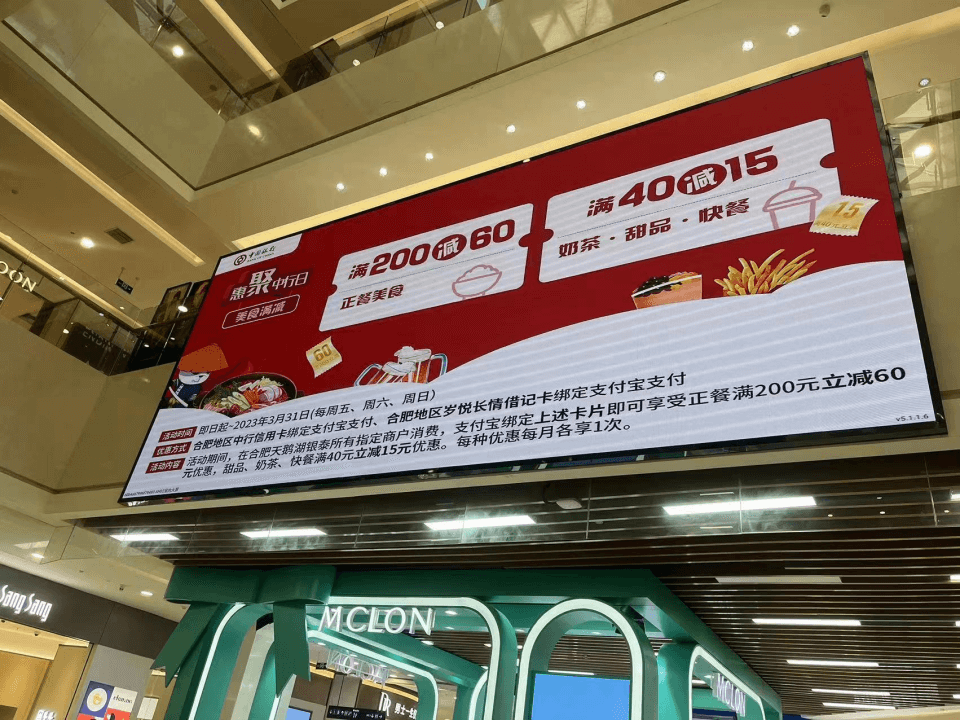 中国银行
BANK OF CHINA
惠聚中行日
美食满减
满200减60
正餐美食
满40减15
奶茶·甜品·快餐
15
60
活动时间 即日起~2023年3月31日(每周五、周六、周日)
优惠方式 合肥地区中行信用卡绑定支付宝支付、合肥地区岁悦长情借记卡绑定支付宝支付
活动内容 活动期间，在合肥天鹅湖银泰所有指定商户消费，支付宝绑定上述卡片即可享受正餐满200元立减60
元优惠，甜品、奶茶、快餐满40元立减15元优惠。每种优惠每月各享1次。
v5.1.1.6
OON
Sang Sang
MCLON
MCLON